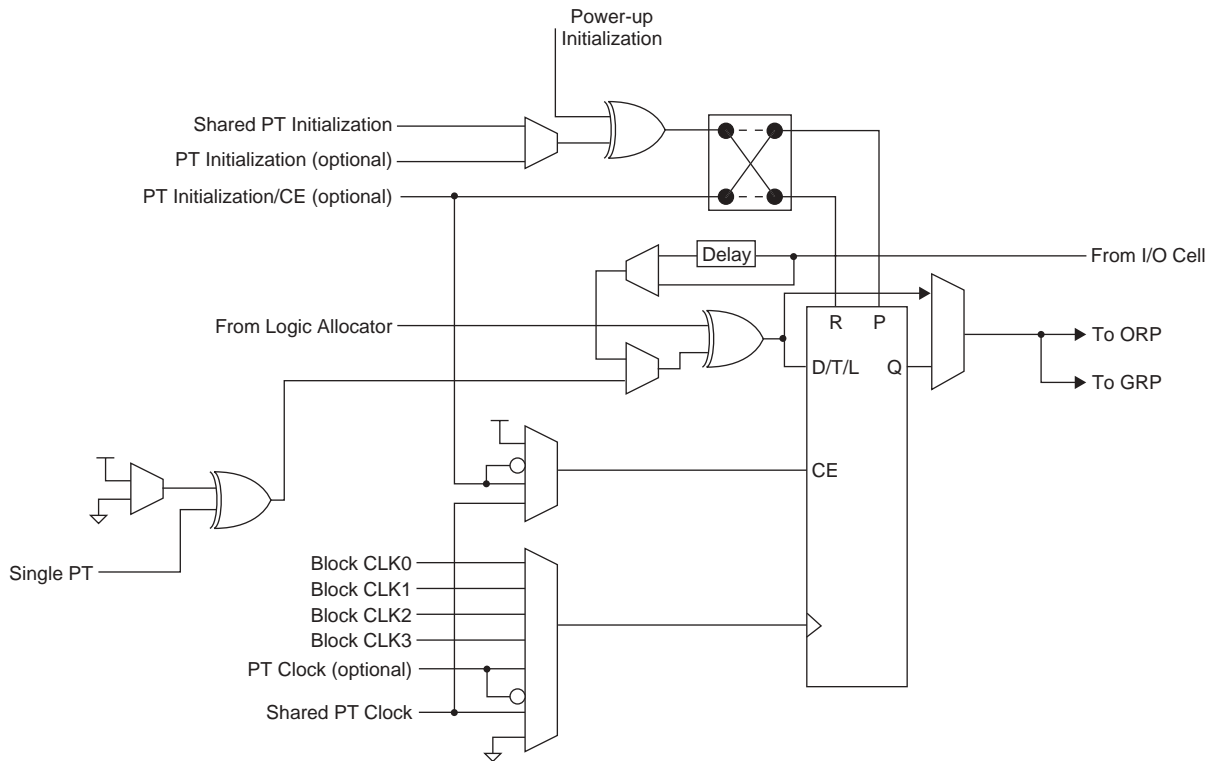 Power-up
Initialization
Shared PT Initialization
PT Initialization (optional)
PT Initialization/CE (optional)
Delay
From I/O Cell
From Logic Allocator
R P
To ORP
D/T/L Q
To GRP
CE
Single PT
Block CLK0
Block CLK1
Block CLK2
Block CLK3
PT Clock (optional)
Shared PT Clock